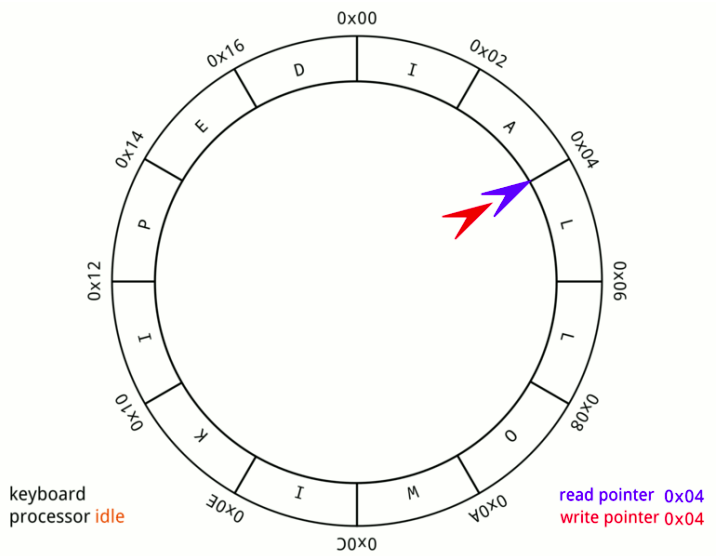 0x00
I
0x02
A
0x04
L
0x06
L
0x08
O
0x0A
W
0x0C
I
0x0E
K
0x10
I
0x12
P
0x14
E
0x16
D
keyboard
processor idle
read pointer 0x04
write pointer 0x04